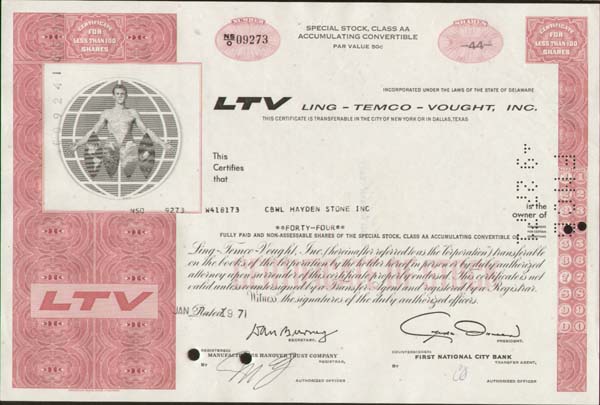 CERTIFICATE FOR LESS THAN 100 SHARES
NUMBER
NS/O 09273
SPECIAL STOCK, CLASS AA
ACCUMULATING CONVERTIBLE
PAR VALUE 50¢
SHARES
-44-
CERTIFICATE FOR LESS THAN 100 SHARES
INCORPORATED UNDER THE LAWS OF THE STATE OF DELAWARE
LTV LING-TEMCO-VOUGHT, INC.
THIS CERTIFICATE IS TRANSFERABLE IN THE CITY OF NEW YORK OR IN DALLAS, TEXAS
This
Certifies
that
NSO 9273 W418173 CBWL HAYDEN STONE INC
is the
owner of
**FORTY-FOUR**
FULLY PAID AND NON-ASSESSABLE SHARES OF THE SPECIAL STOCK, CLASS AA ACCUMULATING CONVERTIBLE OF
Ling-Temco-Vought, Inc. (hereinafter referred to as the Corporation) transferable
on the books of the Corporation by the holder hereof in person or by duly authorized
attorney upon surrender of this certificate properly endorsed. This certificate is not
valid unless countersigned by a Transfer Agent and registered by a Registrar.
Witness the signatures of the duly authorized officers.
LTV
JAN Dated 1971
SECRETARY.
PRESIDENT.
REGISTERED:
MANUFACTURERS HANOVER TRUST COMPANY
REGISTRAR,
AUTHORIZED OFFICER
COUNTERSIGNED:
FIRST NATIONAL CITY BANK
TRANSFER AGENT,
AUTHORIZED OFFICER